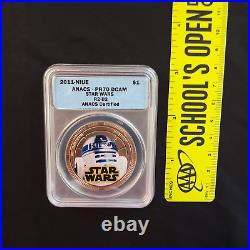 2011-NIUE $1
ANACS - PR70 DCAM
STAR WARS
R2-D2
ANACS Certified
STAR
WARS
SCHOOL'S OPEN